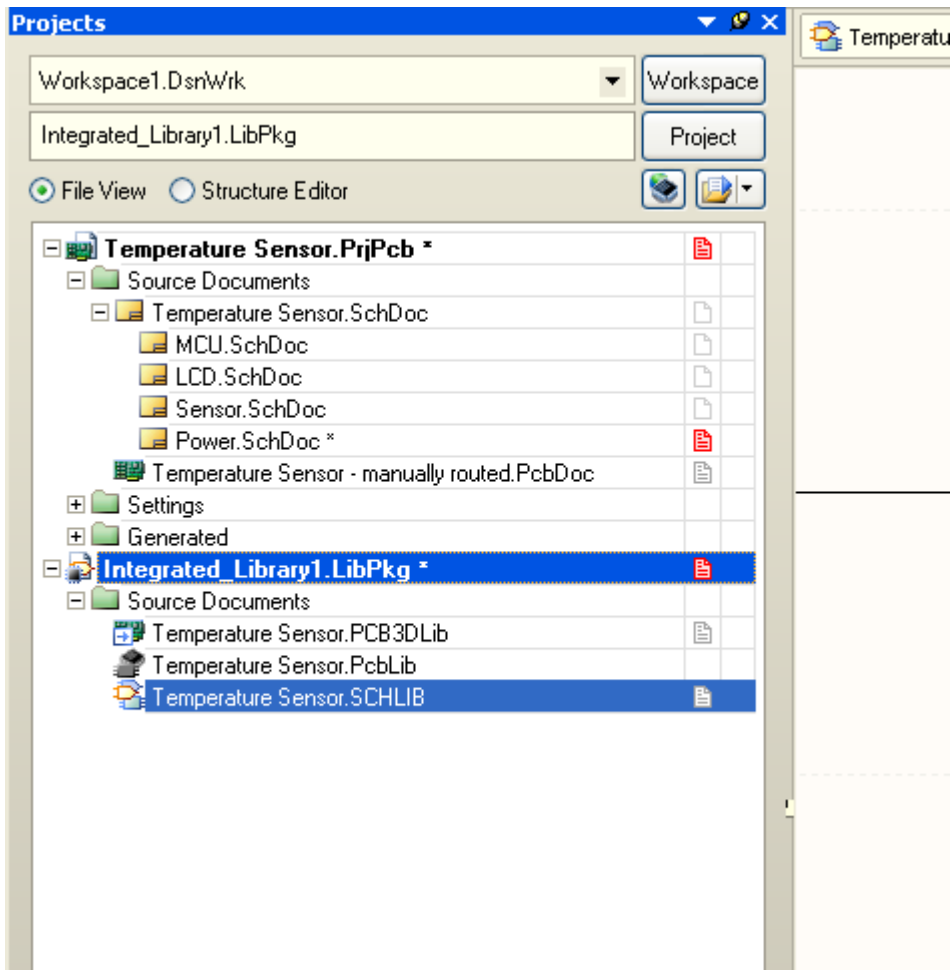 Projects
Temperatu
Workspace1.DsnWrk
Workspace
Integrated_Library1.LibPkg
Project
File View
Structure Editor
Temperature Sensor.PrjPcb *
Source Documents
Temperature Sensor.SchDoc
MCU.SchDoc
LCD.SchDoc
Sensor.SchDoc
Power.SchDoc *
Temperature Sensor - manually routed.PcbDoc
Settings
Generated
Integrated_Library1.LibPkg *
Source Documents
Temperature Sensor.PCB3DLib
Temperature Sensor.PcbLib
Temperature Sensor.SCHLIB